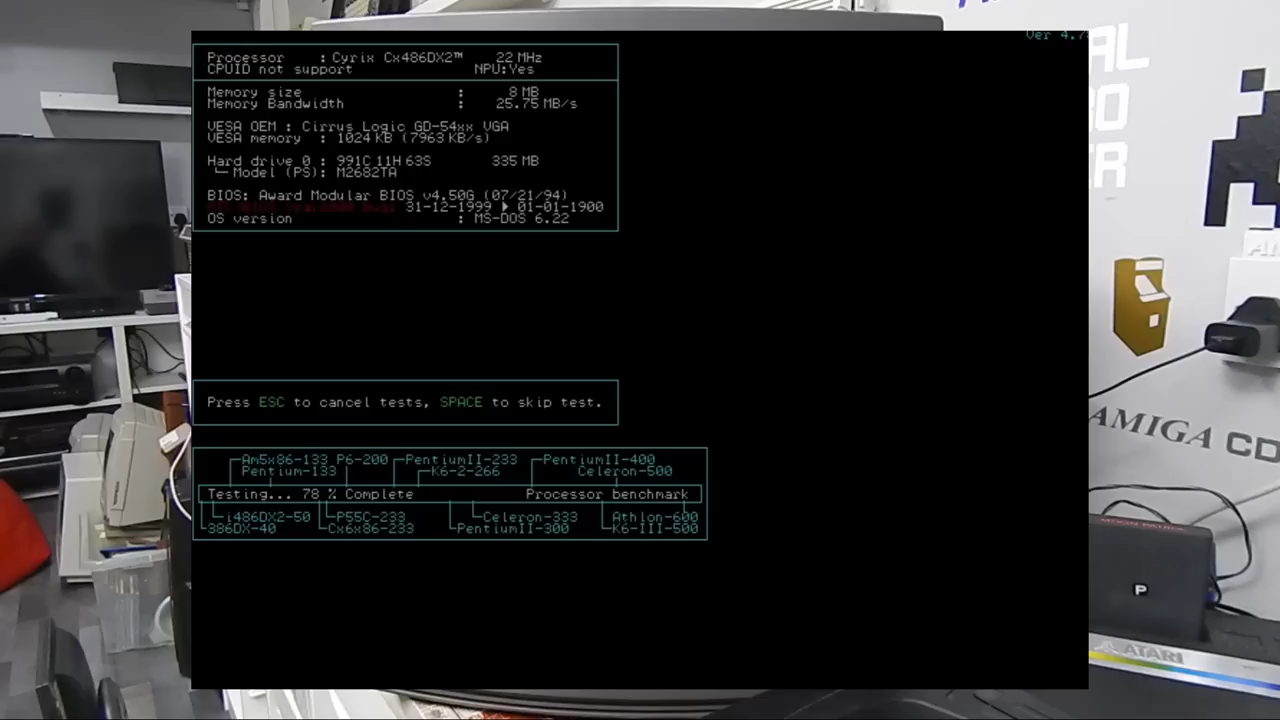 Ver 4.7
Processor : Cyrix Cx486DX2™ 22 MHz
CPUID not support NPU:Yes
Memory size : 8 MB
Memory Bandwidth : 25.75 MB/s
VESA OEM : Cirrus Logic GD-54xx VGA
VESA memory : 1024 KB (7963 KB/s)
Hard drive 0 : 991C 11H 63S 335 MB
Model (PS): M2682TA
BIOS: Award Modular BIOS v4.50G (07/21/94)
31-12-1999 ▶ 01-01-1900
OS version : MS-DOS 6.22
Press ESC to cancel tests, SPACE to skip test.
Am5x86-133 P6-200 PentiumII-233 PentiumII-400
Pentium-133 K6-2-266 Celeron-500
Testing... 78 % Complete Processor benchmark
i486DX2-50 P55C-233 Celeron-333 Athlon-600
386DX-40 Cx6x86-233 PentiumII-300 K6-III-500
AMIGA CD
P
ATARI